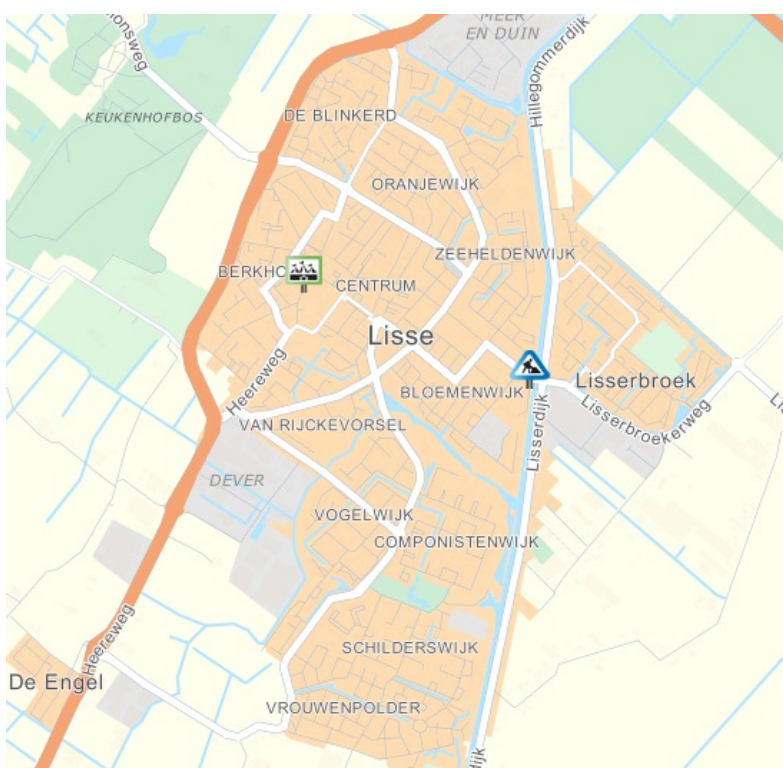 MEER
EN DUIN
Hillegommerdijk
KEUKENHOFBOS
DE BLINKERD
ORANJEWIJK
ZEEHELDENWIJK
CENTRUM
Lisse
Lisserbroek
BLOEMENWIJK
Heereweg
Lisserbroekerweg
Lisserdijk
VAN RIJCKEVORSEL
DEVER
VOGELWIJK
COMPONISTENWIJK
Heereweg
SCHILDERSWIJK
De Engel
VROUWENPOLDER